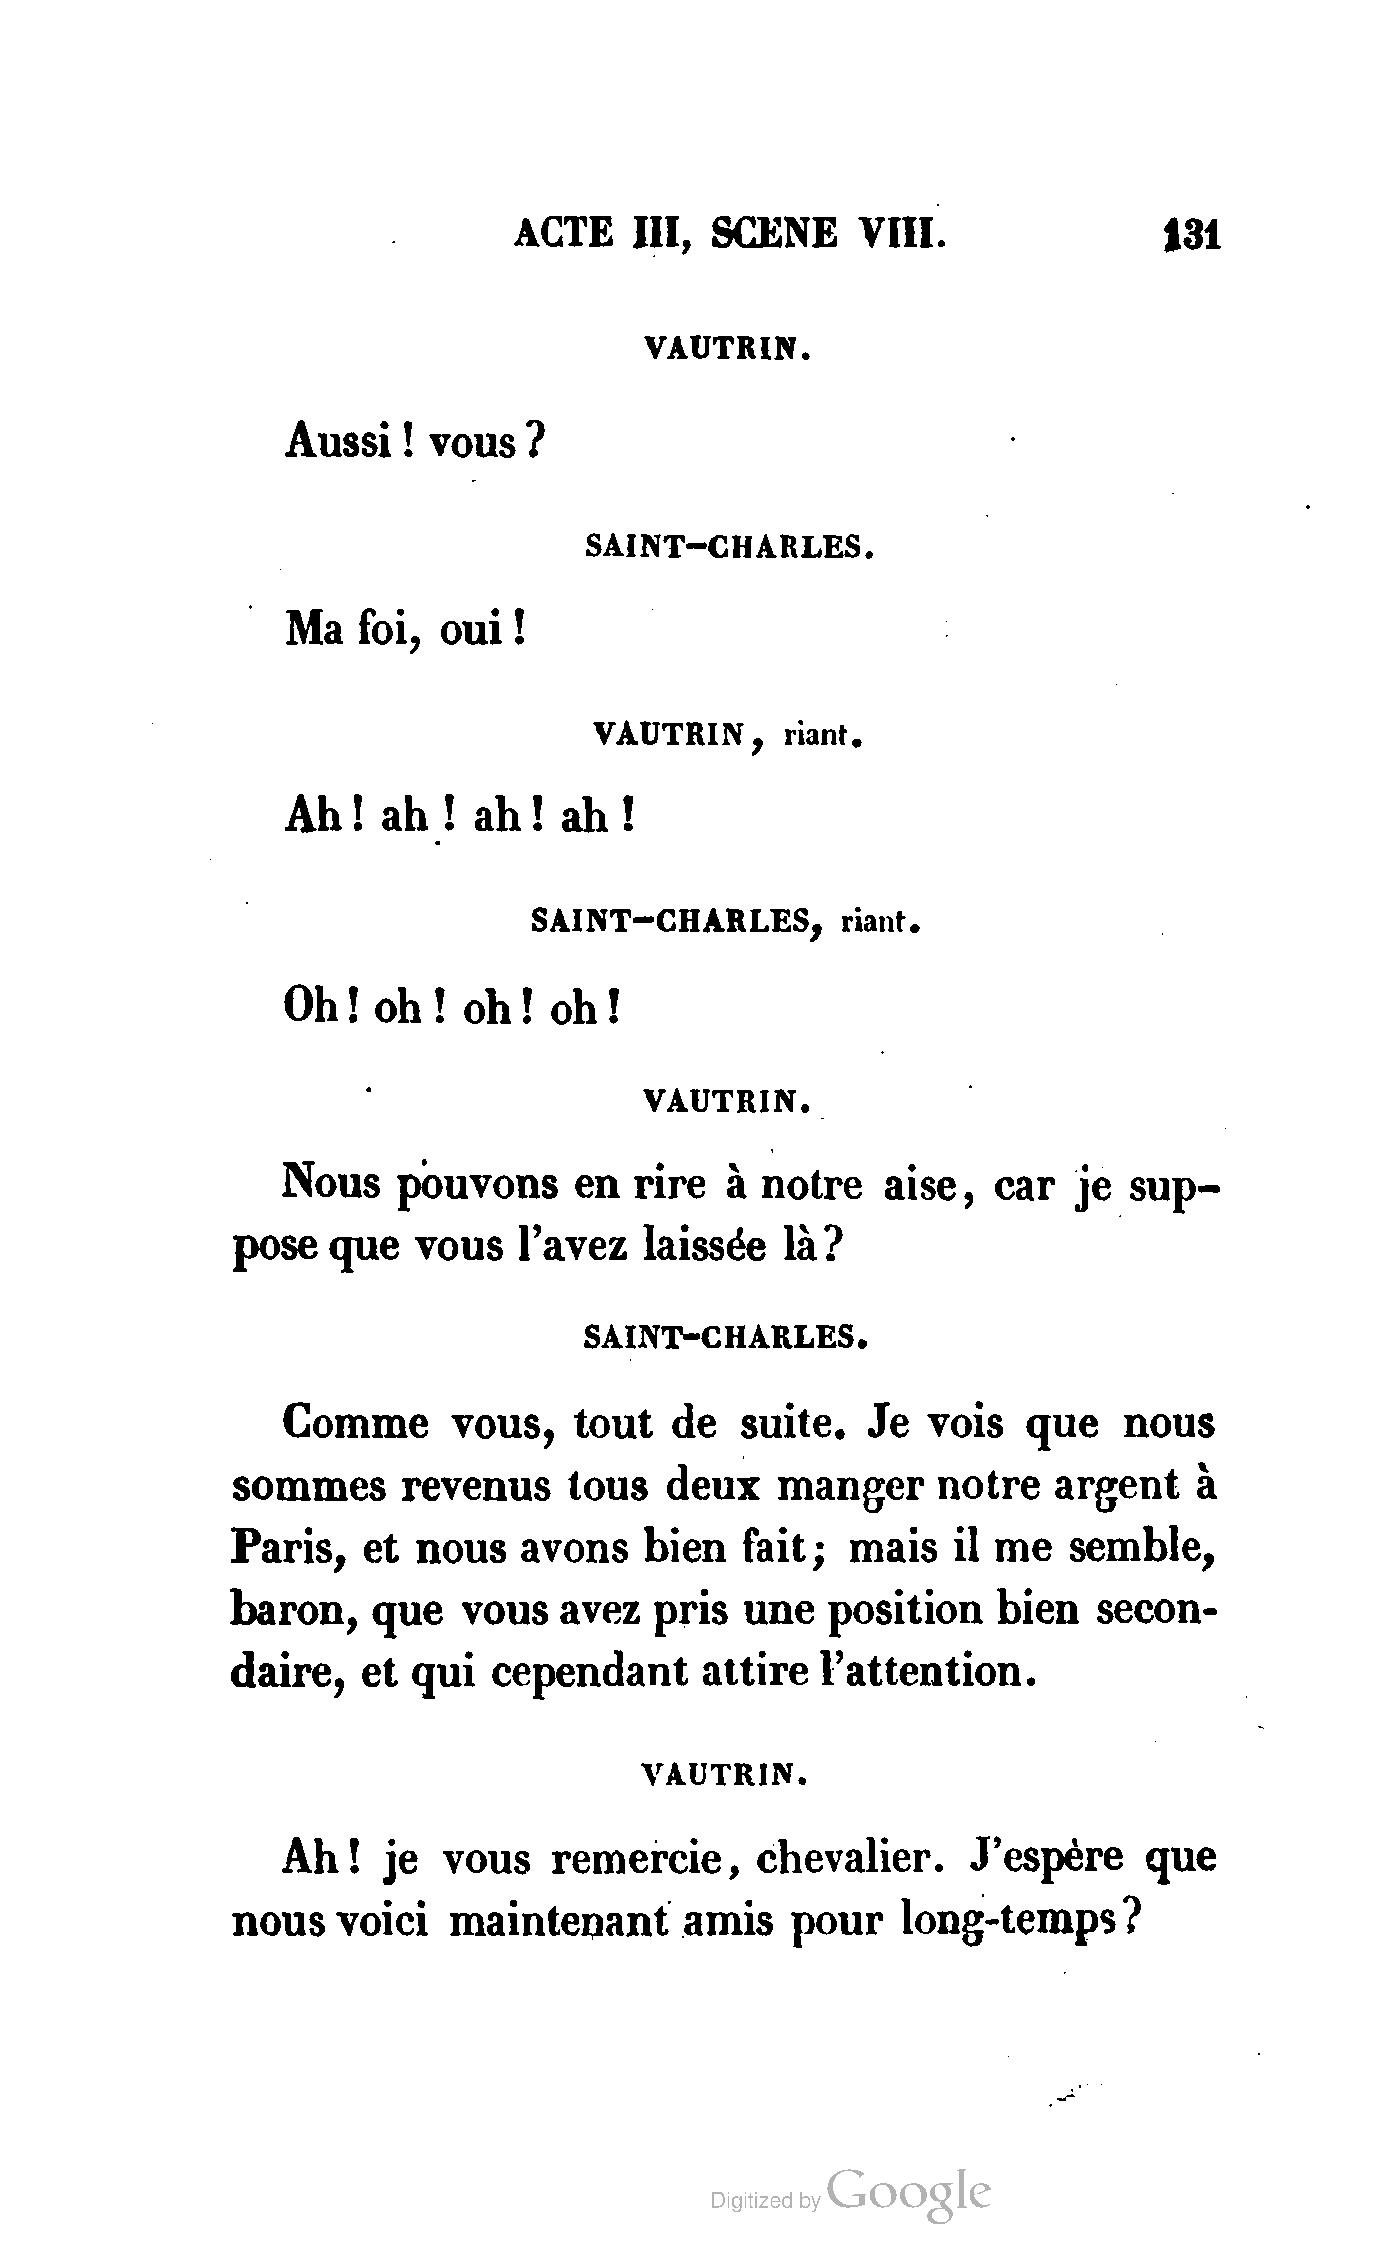 ACTE III, SCENE VIII. 131
VAUTRIN.
Aussi ! vous ?
SAINT-CHARLES.
Ma foi, oui !
VAUTRIN, riant.
Ah ! ah ! ah ! ah !
SAINT-CHARLES, riant.
Oh ! oh ! oh ! oh !
VAUTRIN.
Nous pouvons en rire à notre aise, car je sup-
pose que vous l'avez laissée là ?
SAINT-CHARLES.
Comme vous, tout de suite. Je vois que nous
sommes revenus tous deux manger notre argent à
Paris, et nous avons bien fait ; mais il me semble,
baron, que vous avez pris une position bien secon-
daire, et qui cependant attire l'attention.
VAUTRIN.
Ah ! je vous remercie, chevalier. J'espère que
nous voici maintenant amis pour long-temps ?
Digitized by Google